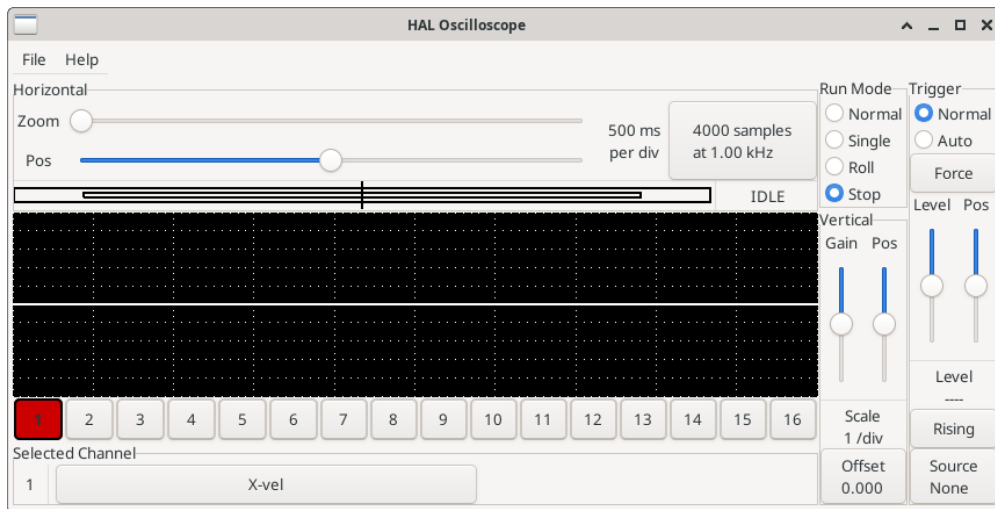 HAL Oscilloscope
File Help
Horizontal
Zoom
Pos
500 ms
per div
4000 samples
at 1.00 kHz
IDLE
Run Mode
Normal
Single
Roll
Stop
Trigger
Normal
Auto
Force
Level Pos
Level
----
Rising
Source
None
Vertical
Gain Pos
Scale
1 /div
Offset
0.000
1 2 3 4 5 6 7 8 9 10 11 12 13 14 15 16
Selected Channel
1 X-vel